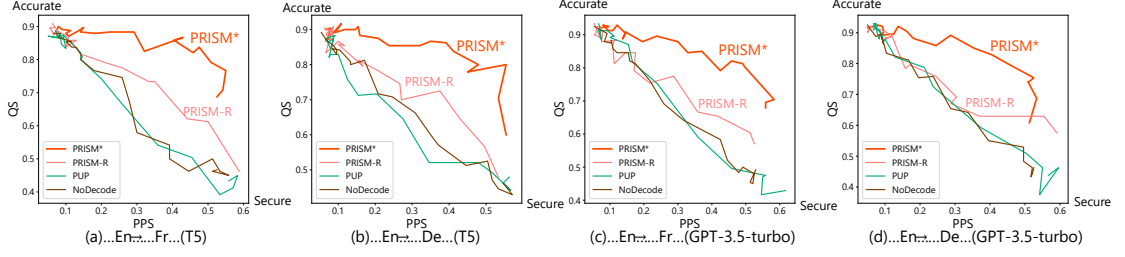 Accurate
0.9
0.8
0.7
0.6
0.5
0.4
QS
PRISM*
PRISM-R
PRISM*
PRISM-R
PUP
NoDecode
0.1 0.2 0.3 0.4 0.5 0.6
Secure
PPS
(a)...En→...Fr...(T5)
Accurate
0.9
0.8
0.7
0.6
0.5
QS
PRISM*
PRISM-R
PRISM*
PRISM-R
PUP
NoDecode
0.1 0.2 0.3 0.4 0.5
Secure
PPS
(b)...En→...De...(T5)
Accurate
0.9
0.8
0.7
0.6
0.5
0.4
QS
PRISM*
PRISM-R
PRISM*
PRISM-R
PUP
NoDecode
0.1 0.2 0.3 0.4 0.5 0.6
Secure
PPS
(c)...En→...Fr...(GPT-3.5-turbo)
Accurate
0.9
0.8
0.7
0.6
0.5
0.4
QS
PRISM*
PRISM-R
PRISM*
PRISM-R
PUP
NoDecode
0.1 0.2 0.3 0.4 0.5 0.6
Secure
PPS
(d)...En→...De...(GPT-3.5-turbo)